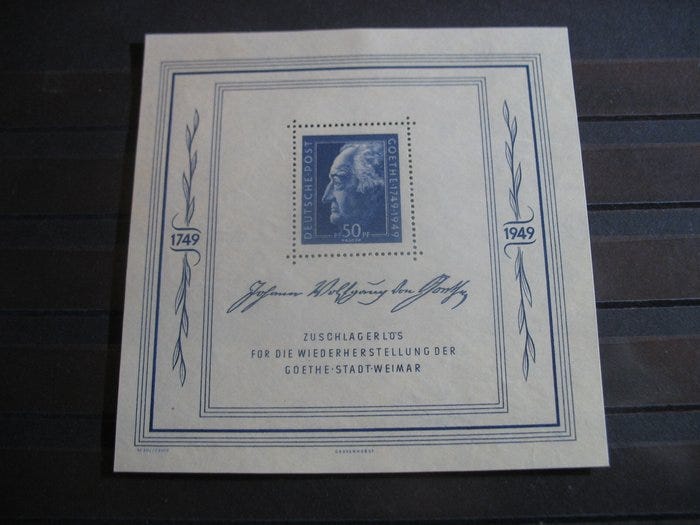 DEUTSCHE·POST
GOETHE·1749·1949
PF 50 PF
1749
1949
Johann Wolfgang von Goethe
ZUSCHLAGERLÖS
FÜR DIE WIEDERHERSTELLUNG DER
GOETHE·STADT·WEIMAR